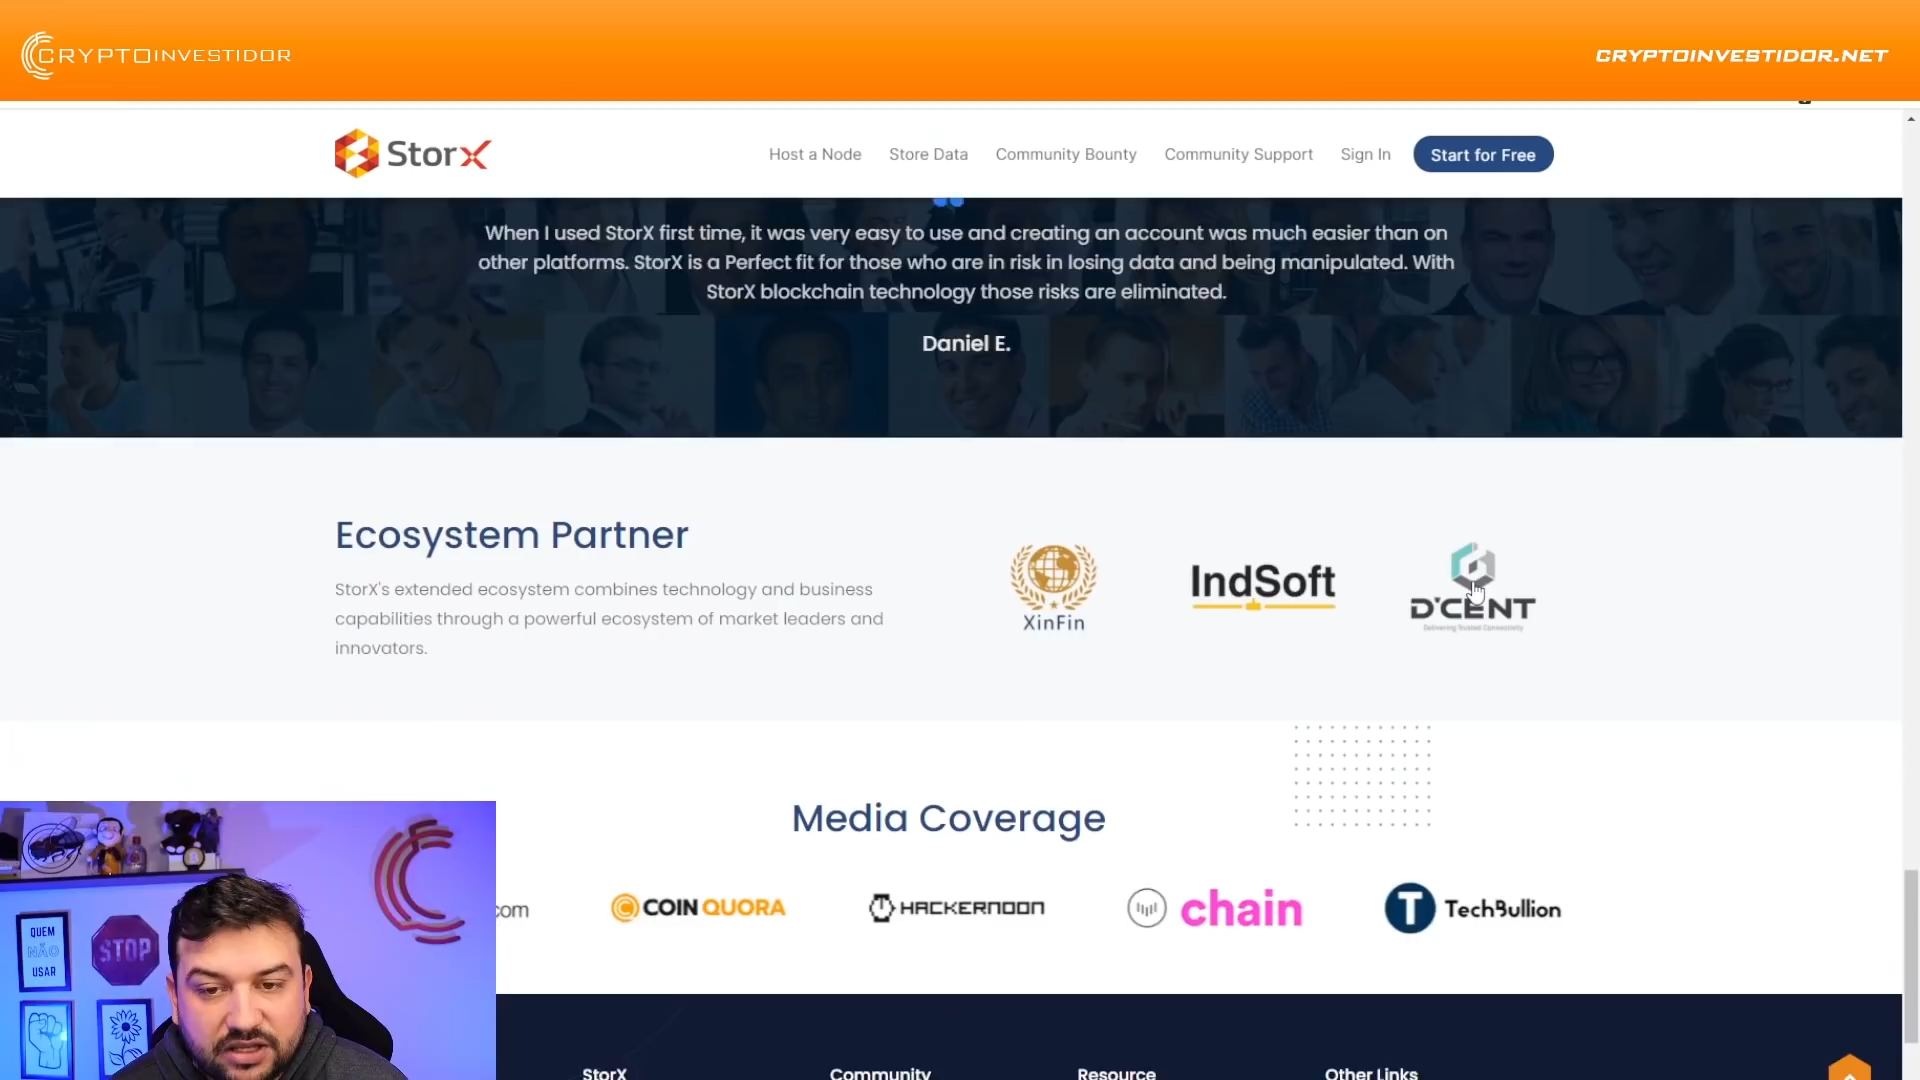 CRYPTOINVESTIDOR
CRYPTOINVESTIDOR.NET
StorX
Host a Node
Store Data
Community Bounty
Community Support
Sign In
Start for Free
When I used StorX first time, it was very easy to use and creating an account was much easier than on
other platforms. StorX is a Perfect fit for those who are in risk in losing data and being manipulated. With
StorX blockchain technology those risks are eliminated.
Daniel E.
Ecosystem Partner
StorX's extended ecosystem combines technology and business
capabilities through a powerful ecosystem of market leaders and
innovators.
XinFin
IndSoft
D'CENT
Delivering Trusted Connectivity
Media Coverage
com
COIN QUORA
HACKERNOON
chain
T TechBullion
QUEM
NÃO
USAR
STOP
StorX
Community
Resource
Other Links